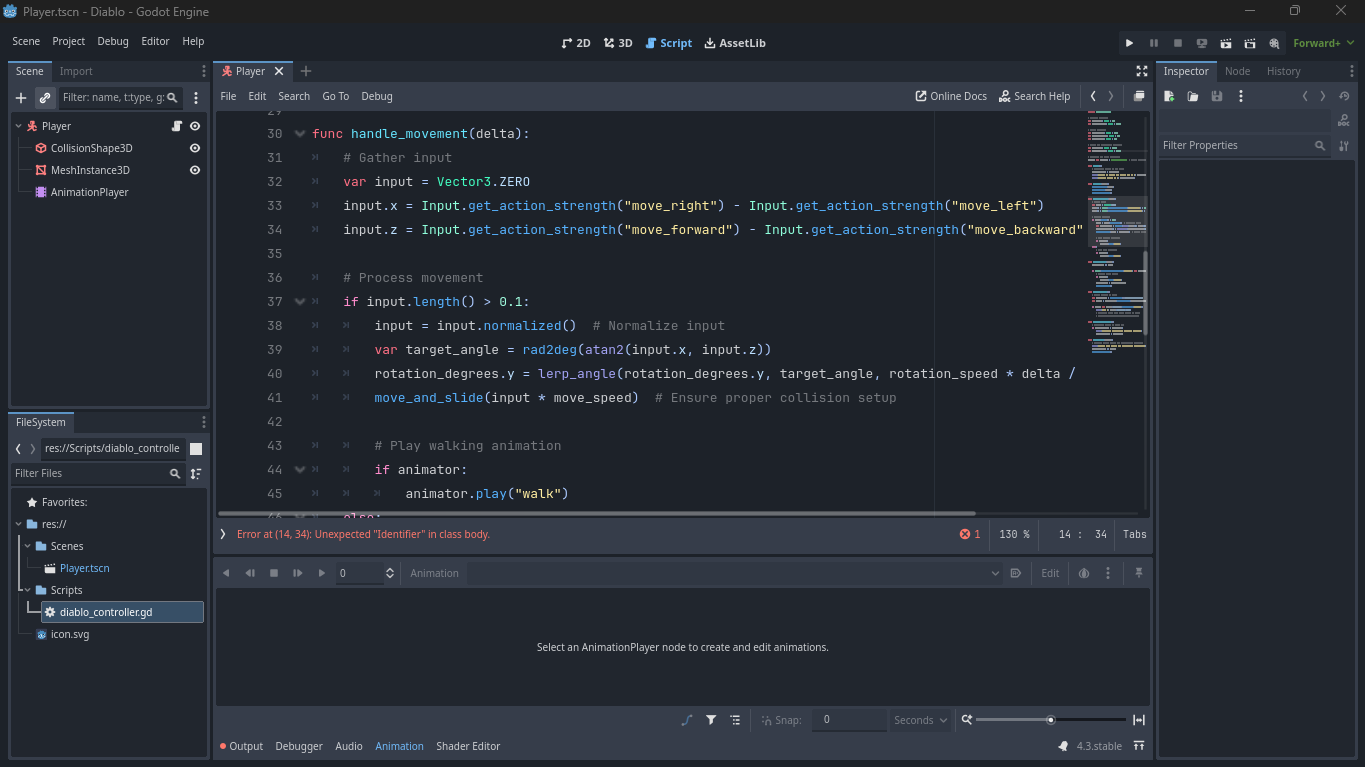 Player.tscn - Diablo - Godot Engine
Scene Project Debug Editor Help
2D 3D Script AssetLib
Forward+
Scene Import
Filter: name, t:type, g:
Player
CollisionShape3D
MeshInstance3D
AnimationPlayer
FileSystem
res://Scripts/diablo_controlle
Filter Files
Favorites:
res://
Scenes
Player.tscn
Scripts
diablo_controller.gd
icon.svg
Player
File Edit Search Go To Debug
Online Docs Search Help
29
30 func handle_movement(delta):
31 # Gather input
32 var input = Vector3.ZERO
33 input.x = Input.get_action_strength("move_right") - Input.get_action_strength("move_left")
34 input.z = Input.get_action_strength("move_forward") - Input.get_action_strength("move_backward"
35
36 # Process movement
37 if input.length() > 0.1:
38 input = input.normalized()  # Normalize input
39 var target_angle = rad2deg(atan2(input.x, input.z))
40 rotation_degrees.y = lerp_angle(rotation_degrees.y, target_angle, rotation_speed * delta /
41 move_and_slide(input * move_speed)  # Ensure proper collision setup
42
43 # Play walking animation
44 if animator:
45 animator.play("walk")
46 else:
Error at (14, 34): Unexpected "Identifier" in class body.
1 130 % 14 : 34 Tabs
0 Animation Edit
Select an AnimationPlayer node to create and edit animations.
Snap: 0 Seconds
Output Debugger Audio Animation Shader Editor
4.3.stable
Inspector Node History
Filter Properties